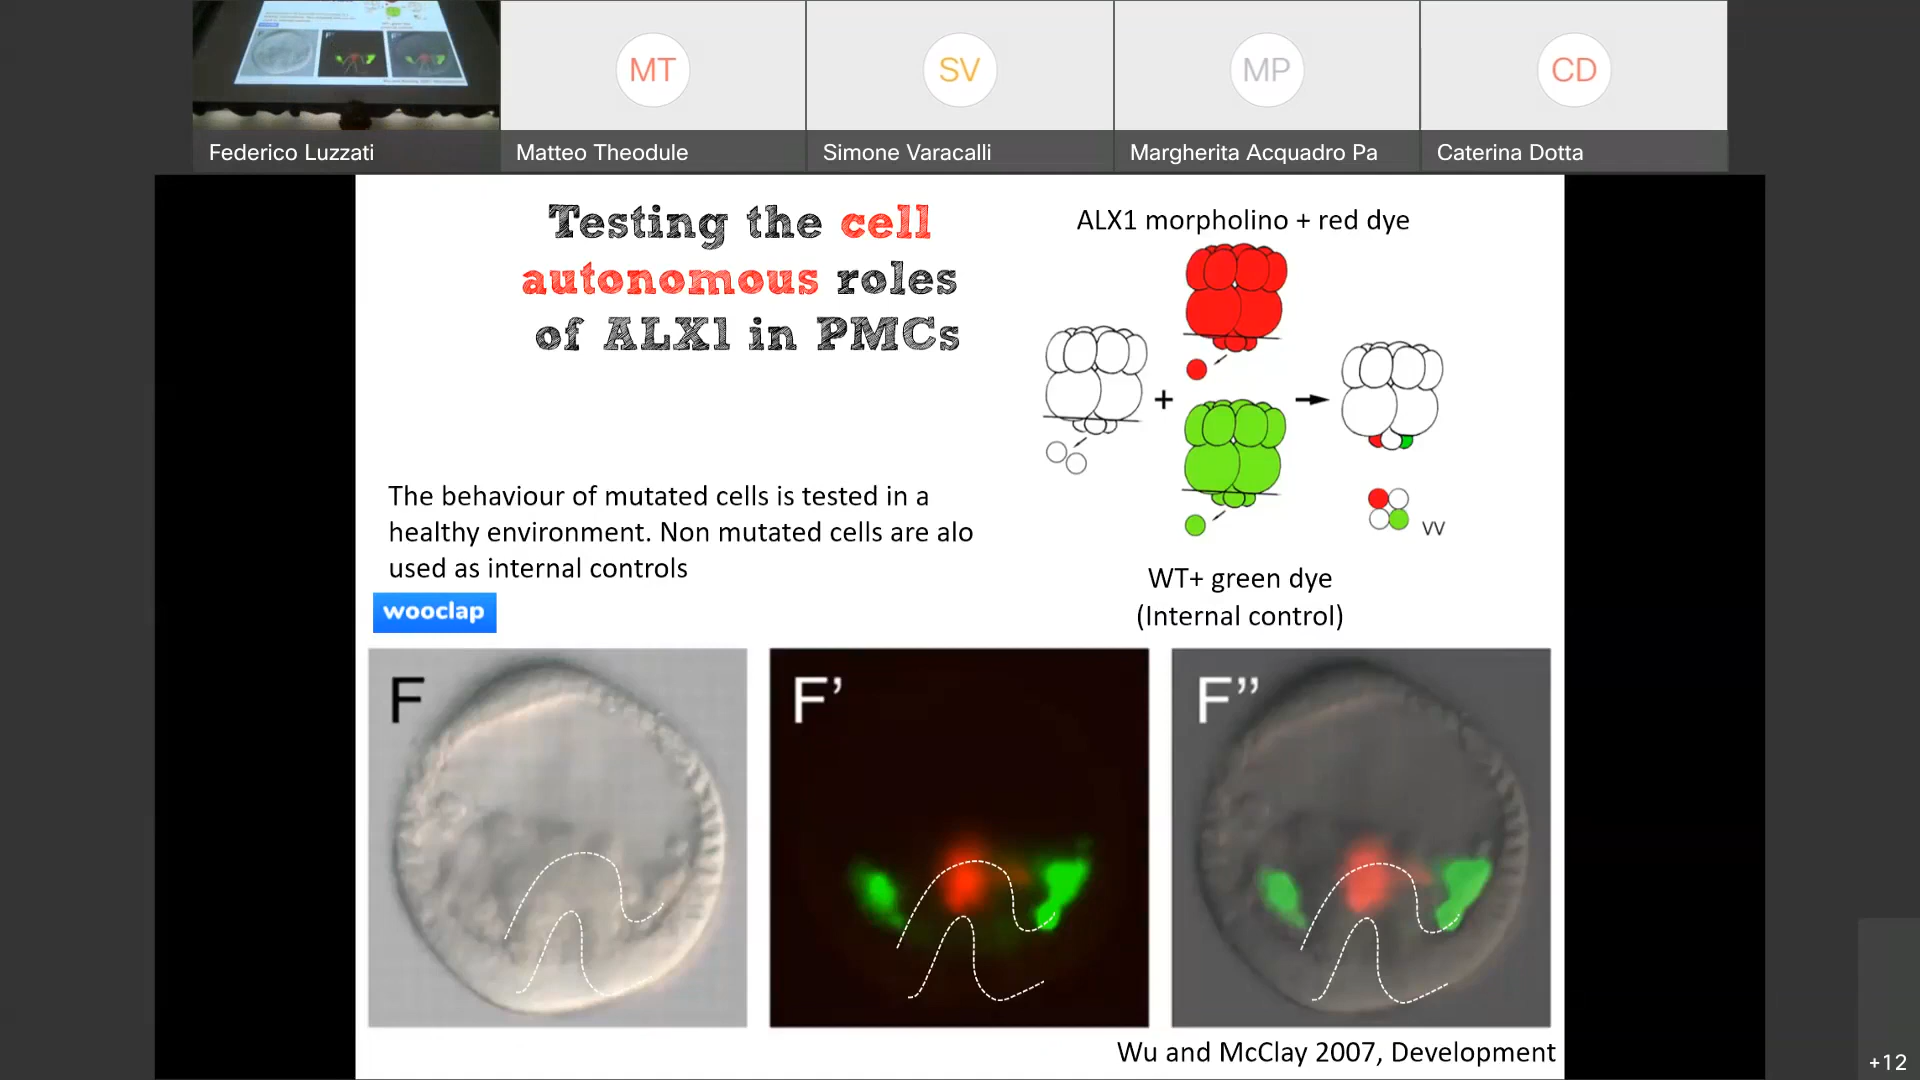 MT
SV
MP
CD
Federico Luzzati
Matteo Theodule
Simone Varacalli
Margherita Acquadro Pa
Caterina Dotta
Testing the cell
autonomous roles
of ALX1 in PMCs
ALX1 morpholino + red dye
+
The behaviour of mutated cells is tested in a
healthy environment. Non mutated cells are alo
used as internal controls
wooclap
VV
WT+ green dye
(Internal control)
F
F’
F’’
Wu and McClay 2007, Development
+12